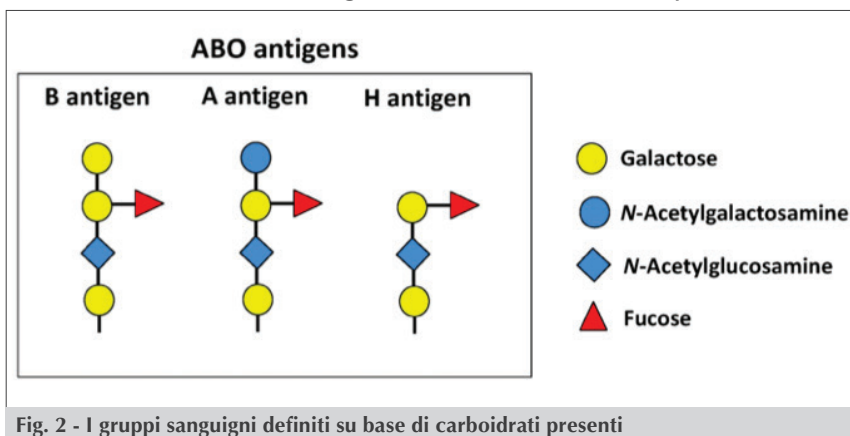 ABO antigens
B antigen A antigen H antigen
Galactose
N-Acetylgalactosamine
N-Acetylglucosamine
Fucose
Fig. 2 - I gruppi sanguigni definiti su base di carboidrati presenti